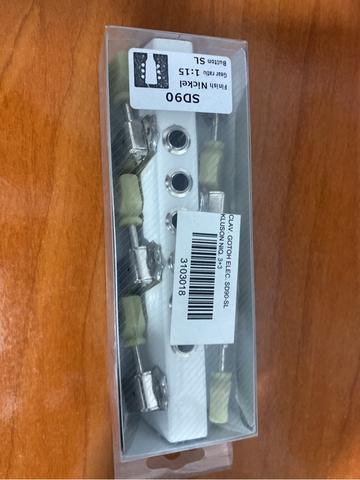 SD90
Finish Nickel
Gear ratio 1:15
Button SL
CLAV. GOTOH ELEC. SD90-SL
KLUSON NIQ. 3+3
3103018